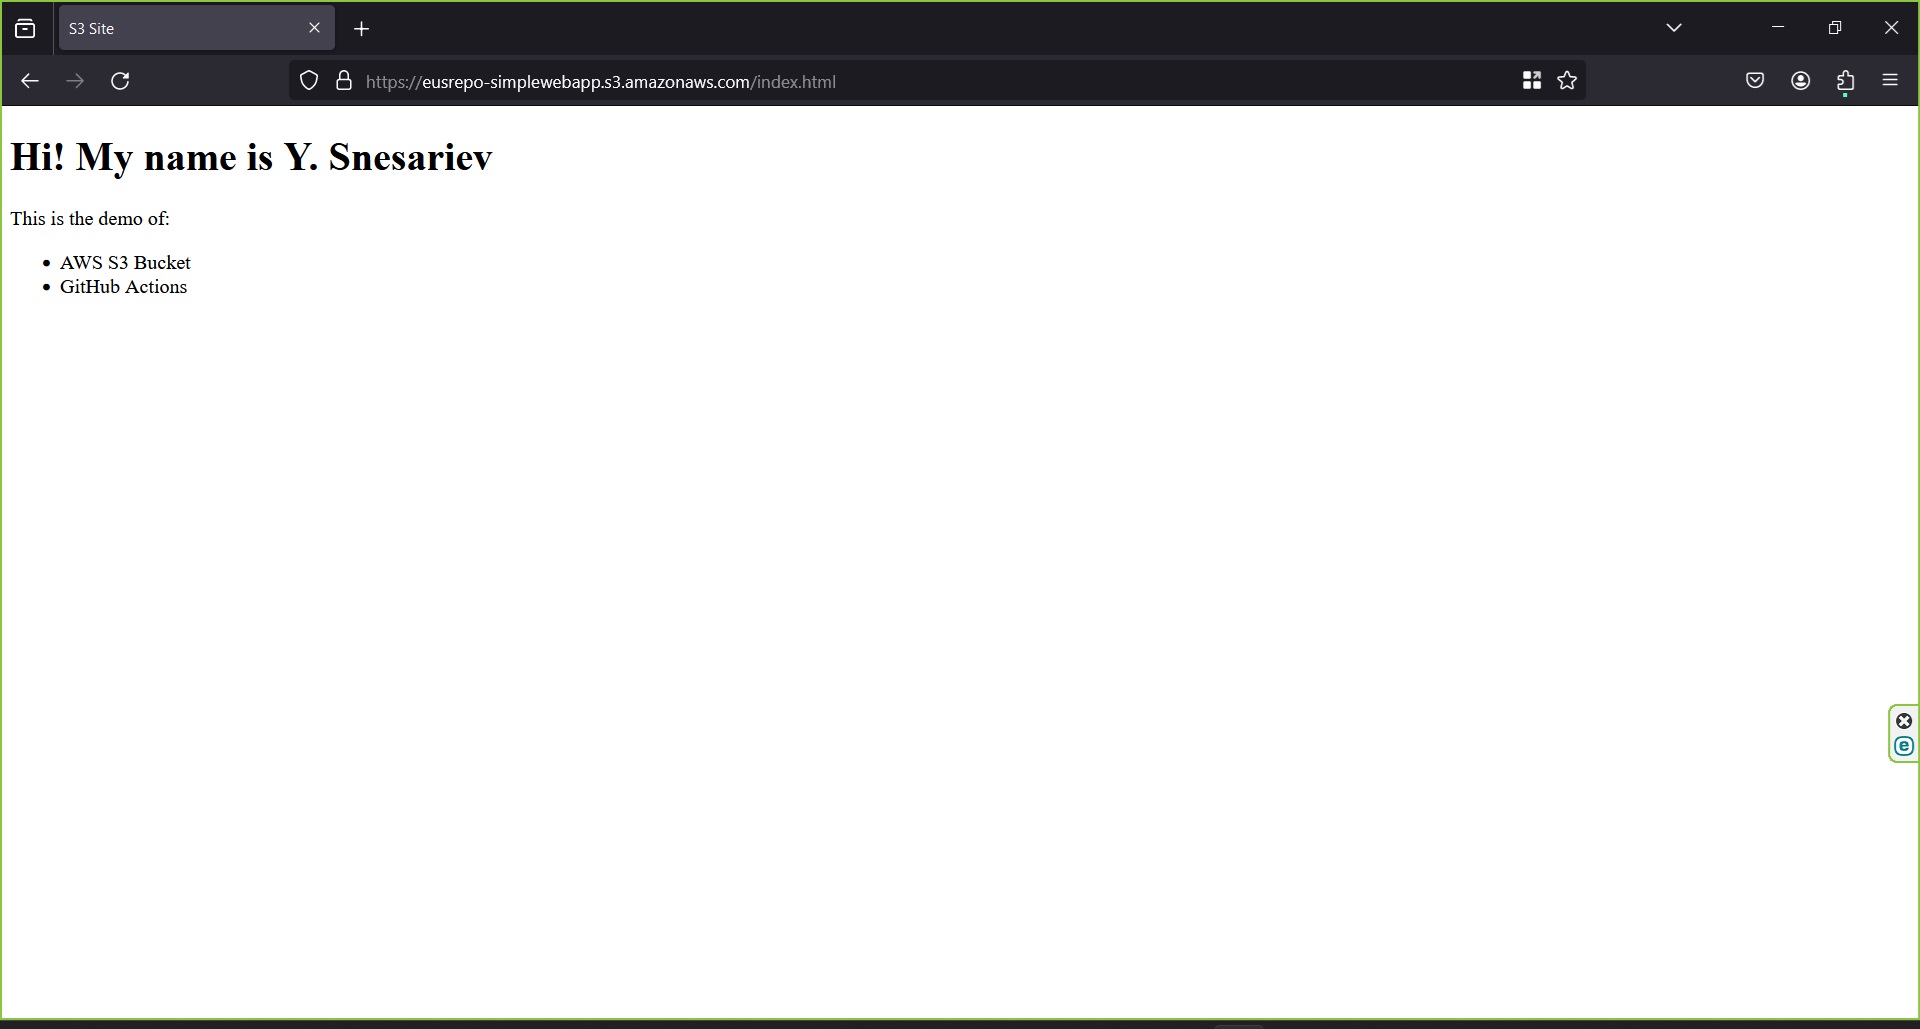 S3 Site
https://eusrepo-simplewebapp.s3.amazonaws.com/index.html
Hi! My name is Y. Snesariev
This is the demo of:
• AWS S3 Bucket
• GitHub Actions
e